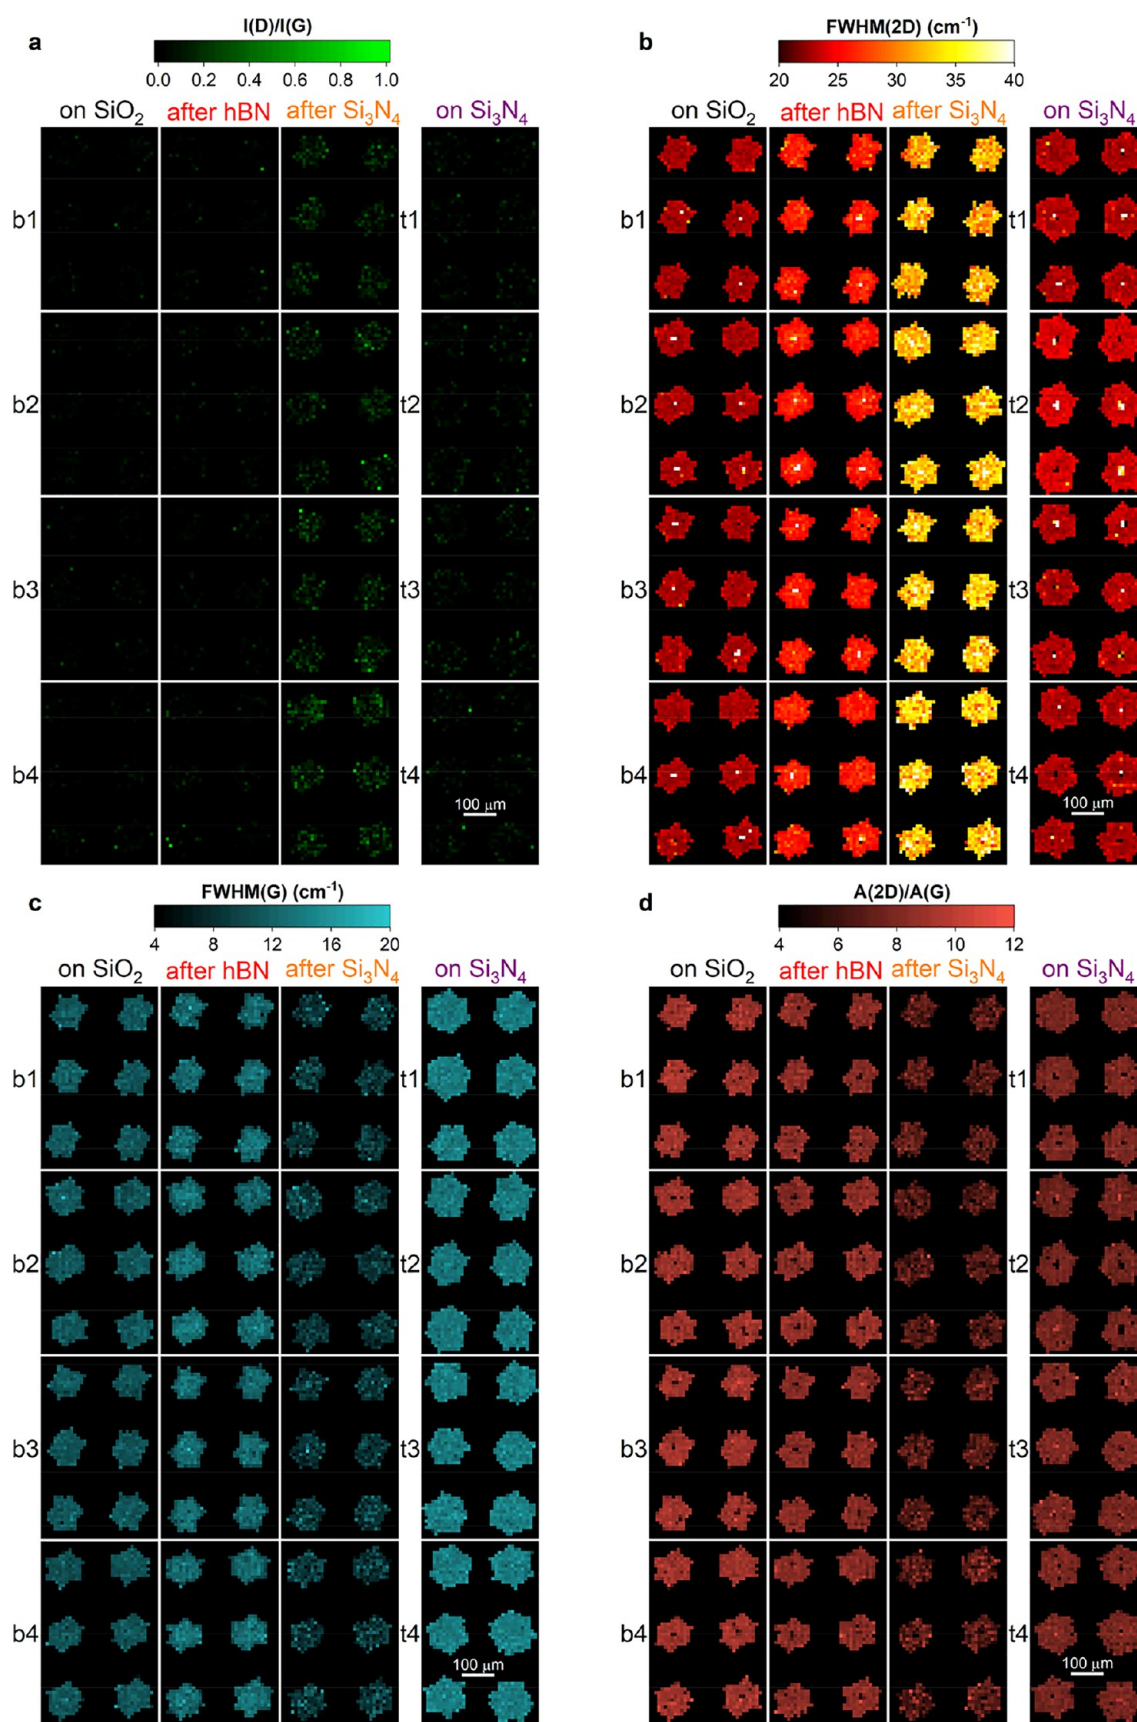 a
I(D)/I(G)
0.0 0.2 0.4 0.6 0.8 1.0
on SiO₂ after hBN after Si₃N₄ on Si₃N₄
b1 t1
b2 t2
b3 t3
b4 t4
100 μm
b
FWHM(2D) (cm⁻¹)
20 25 30 35 40
on SiO₂ after hBN after Si₃N₄ on Si₃N₄
b1 t1
b2 t2
b3 t3
b4 t4
100 μm
c
FWHM(G) (cm⁻¹)
4 8 12 16 20
on SiO₂ after hBN after Si₃N₄ on Si₃N₄
b1 t1
b2 t2
b3 t3
b4 t4
100 μm
d
A(2D)/A(G)
4 6 8 10 12
on SiO₂ after hBN after Si₃N₄ on Si₃N₄
b1 t1
b2 t2
b3 t3
b4 t4
100 μm